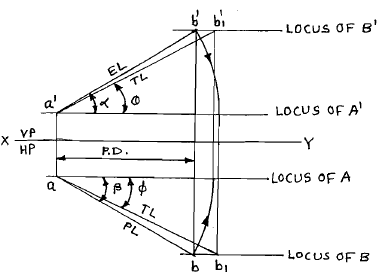 b' b₁' LOCUS OF B'
EL
TL
a' α θ LOCUS OF A'
X VP Y
HP
P.D.
a β φ LOCUS OF A
TL
PL
b b₁ LOCUS OF B